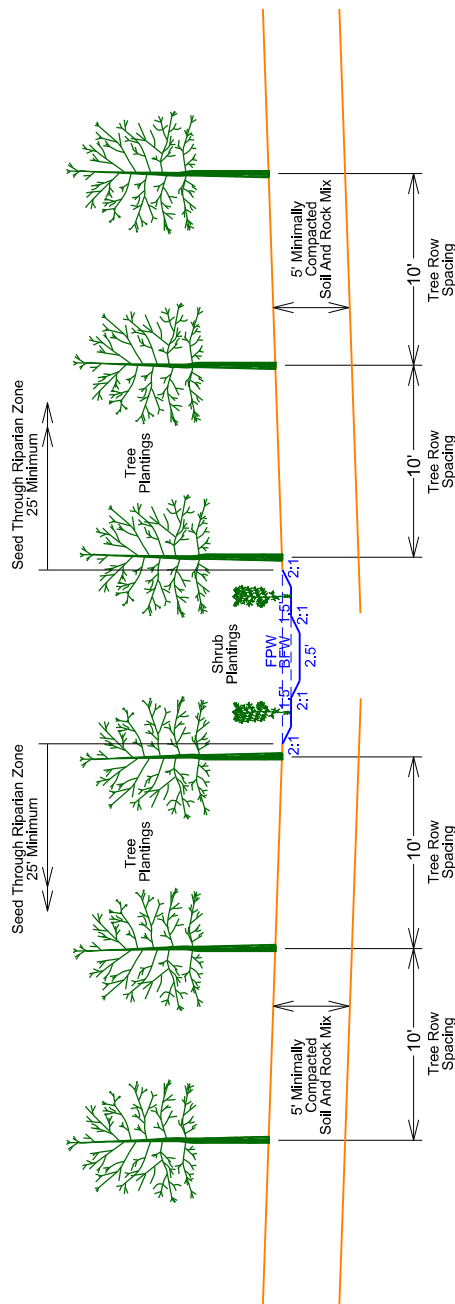 Seed Through Riparian Zone
25' Minimum
Seed Through Riparian Zone
25' Minimum
Tree
Plantings
Shrub
Plantings
Tree
Plantings
FPW
BFW
2:1
1.5'
2:1
2.5'
2:1
1.5'
2:1
5' Minimally
Compacted
Soil And Rock Mix
5' Minimally
Compacted
Soil And Rock Mix
10'
Tree Row
Spacing
10'
Tree Row
Spacing
10'
Tree Row
Spacing
10'
Tree Row
Spacing